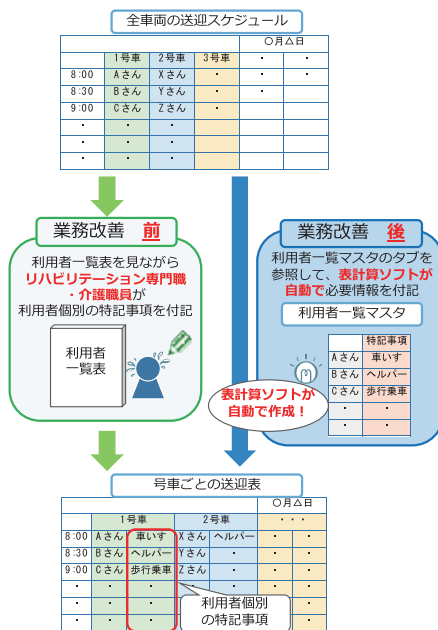 全車両の送迎スケジュール
○月△日
1号車 2号車 3号車 ・ ・
8:00 Aさん Xさん ・ ・ ・
8:30 Bさん Yさん ・ ・
9:00 Cさん Zさん ・
・ ・ ・
・ ・ ・
・ ・ ・
業務改善 前
利用者一覧表を見ながら
リハビリテーション専門職
・介護職員が
利用者個別の特記事項を付記
利用者
一覧表
業務改善 後
利用者一覧マスタのタブを
参照して、表計算ソフトが
自動で必要情報を付記
利用者一覧マスタ
特記事項
Aさん 車いす
Bさん ヘルパー
Cさん 歩行乗車
・ ・
・ ・
表計算ソフトが
自動で作成！
号車ごとの送迎表
○月△日
1号車 2号車 ・・・
8:00 Aさん 車いす Xさん ヘルパー ・ ・
8:30 Bさん ヘルパー Yさん ・ ・ ・
9:00 Cさん 歩行乗車 Zさん ・ ・ ・
・ ・ ・ ・ ・ ・ ・
・ ・ ・ ・
・ ・ ・ ・
利用者個別
の特記事項